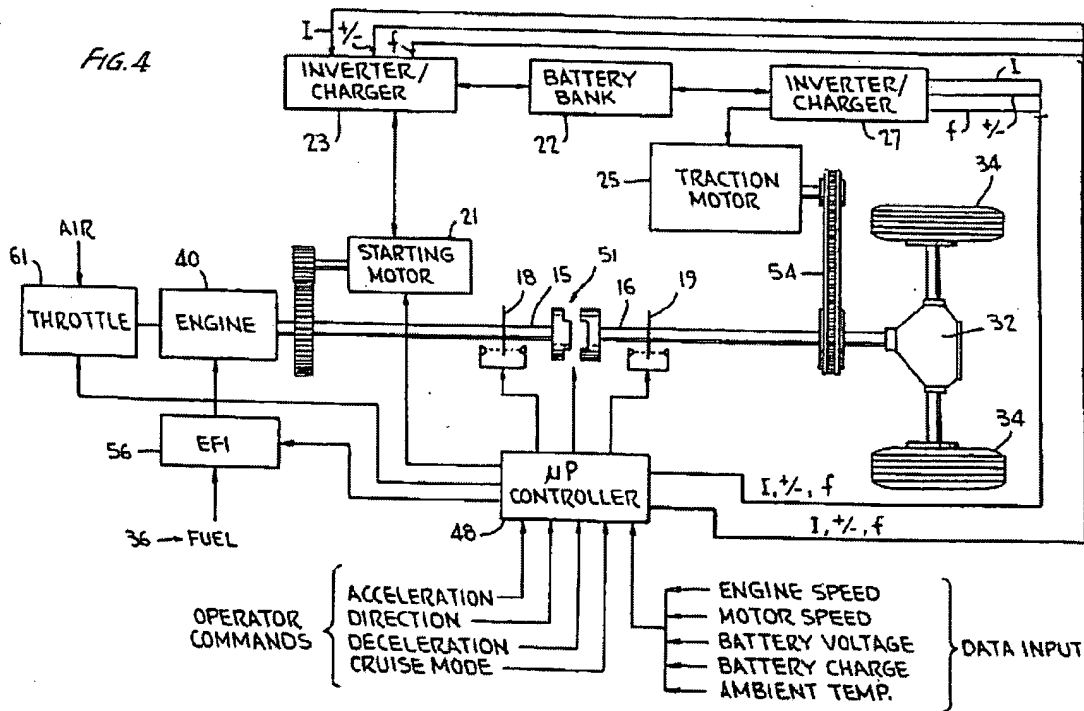 FIG. 4
I +/- f
INVERTER/
CHARGER
23
BATTERY
BANK
22
INVERTER/
CHARGER
27
I
+/-
f
25
TRACTION
MOTOR
34
AIR
61
THROTTLE
40
ENGINE
21
STARTING
MOTOR
18
15
51
16
19
54
32
34
56
EFI
36 → FUEL
μP
CONTROLLER
48
I, +/-, f
I, +/-, f
OPERATOR
COMMANDS
ACCELERATION
DIRECTION
DECELERATION
CRUISE MODE
ENGINE SPEED
MOTOR SPEED
BATTERY VOLTAGE
BATTERY CHARGE
AMBIENT TEMP.
DATA INPUT